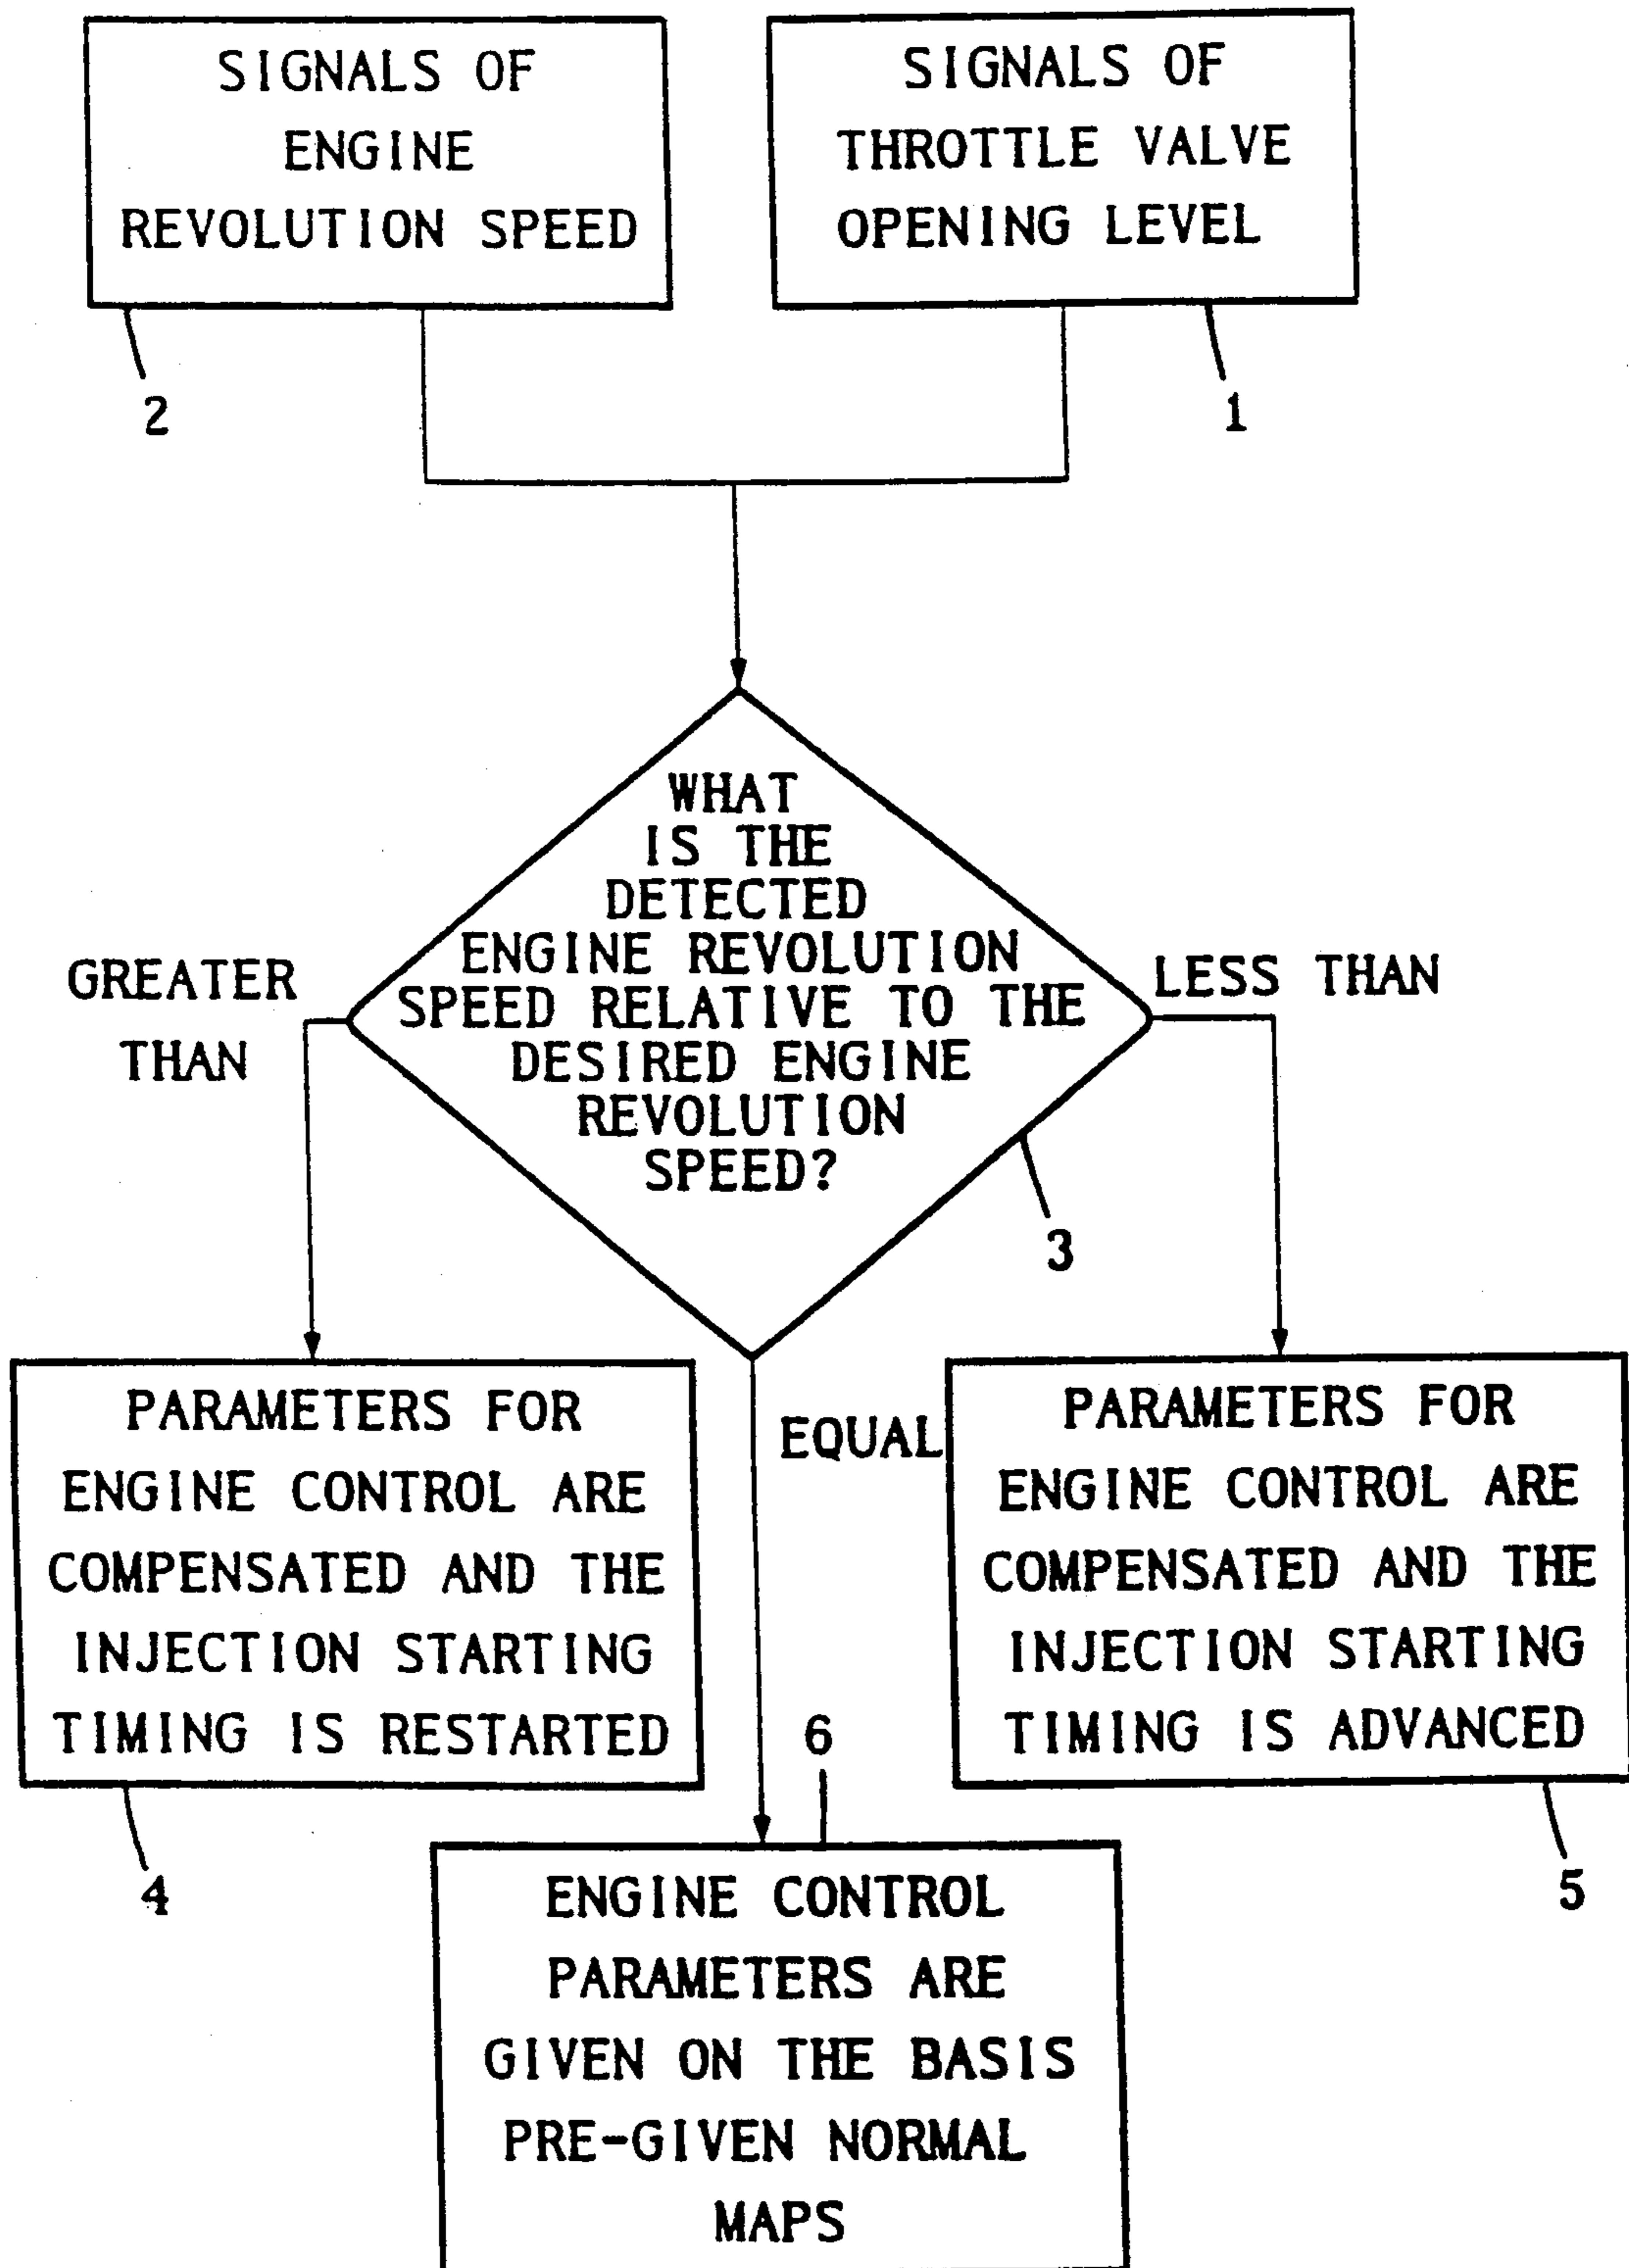 SIGNALS OF
ENGINE
REVOLUTION SPEED
2
SIGNALS OF
THROTTLE VALVE
OPENING LEVEL
1
WHAT
IS THE
DETECTED
ENGINE REVOLUTION
SPEED RELATIVE TO THE
DESIRED ENGINE
REVOLUTION
SPEED?
3
GREATER
THAN
LESS THAN
EQUAL
PARAMETERS FOR
ENGINE CONTROL ARE
COMPENSATED AND THE
INJECTION STARTING
TIMING IS RESTARTED
4
PARAMETERS FOR
ENGINE CONTROL ARE
COMPENSATED AND THE
INJECTION STARTING
TIMING IS ADVANCED
5
6
ENGINE CONTROL
PARAMETERS ARE
GIVEN ON THE BASIS
PRE-GIVEN NORMAL
MAPS